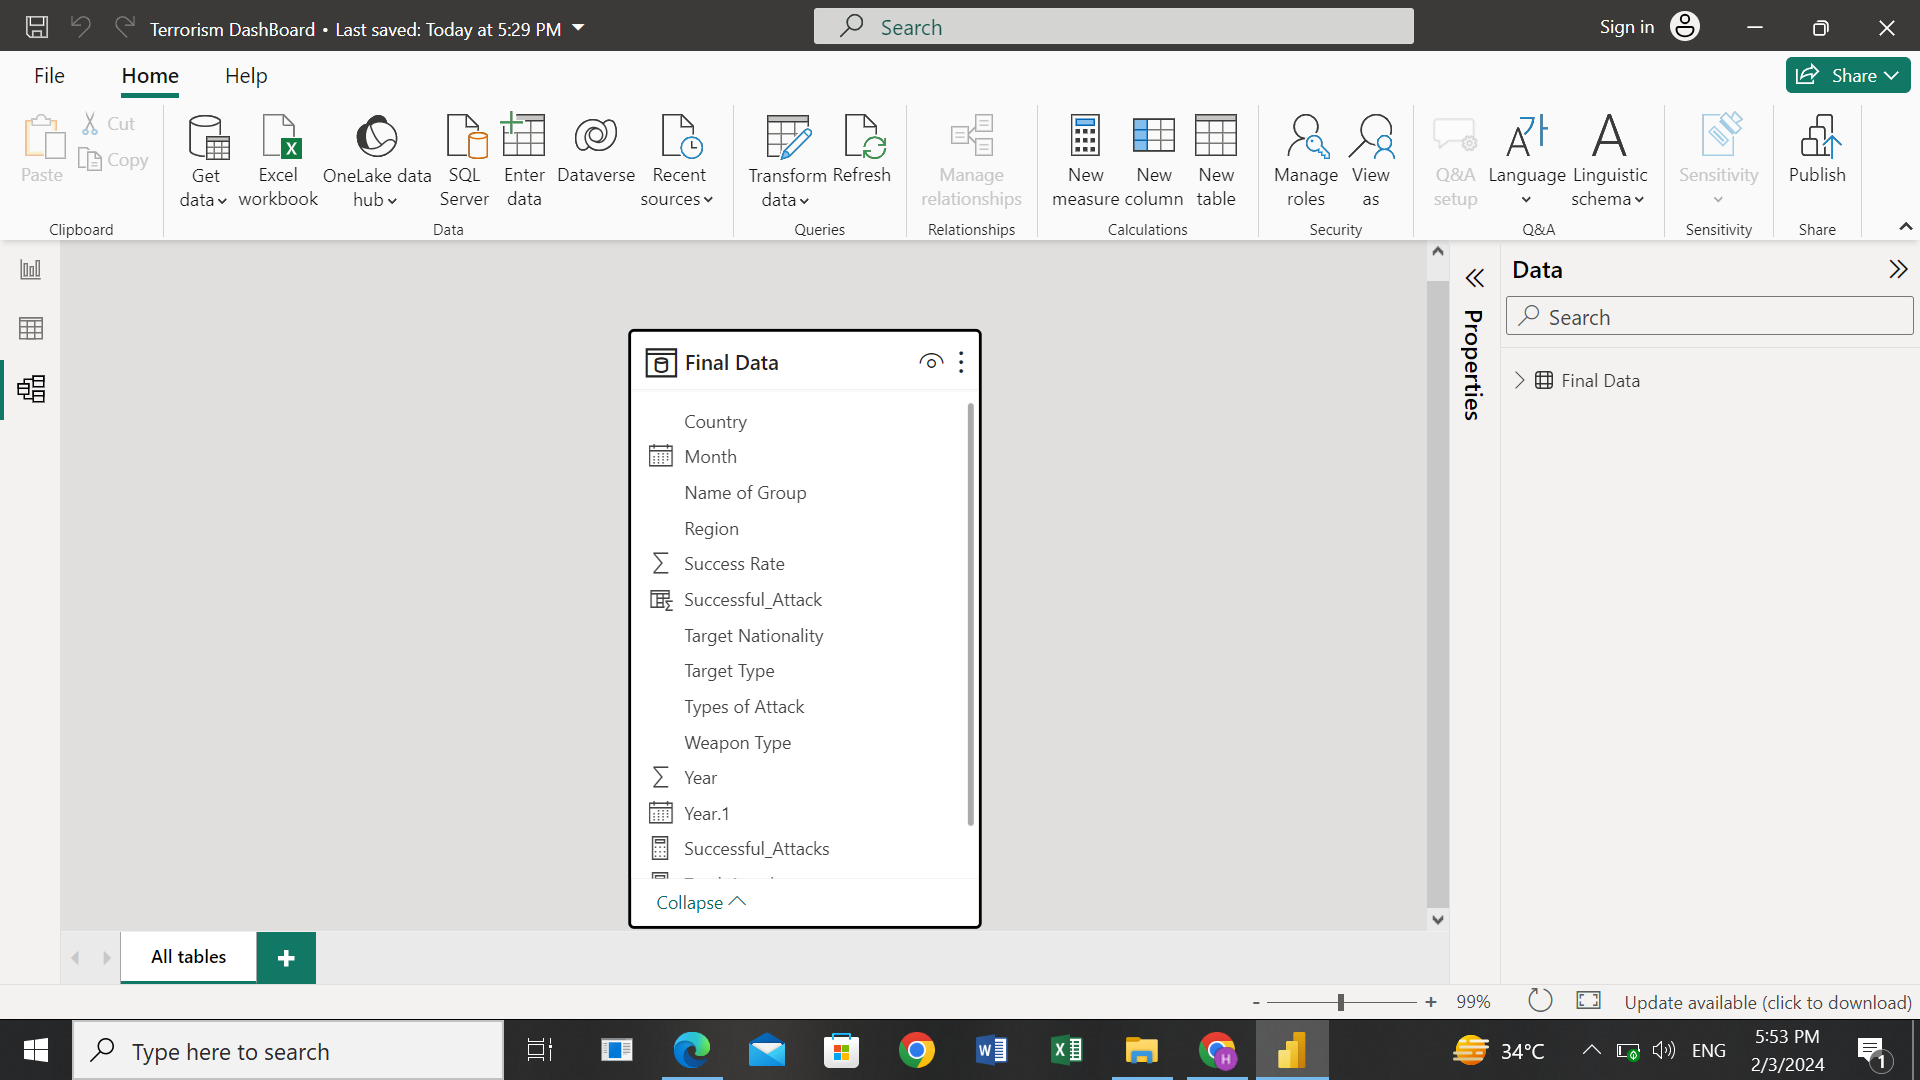 Terrorism DashBoard • Last saved: Today at 5:29 PM
Search
Sign in
File
Home
Help
Share
Paste
Cut
Copy
Clipboard
Get
data
Excel
workbook
OneLake data
hub
SQL
Server
Enter
data
Dataverse
Recent
sources
Data
Transform
data
Refresh
Queries
Manage
relationships
Relationships
New
measure
New
column
New
table
Calculations
Manage
roles
View
as
Security
Q&A
setup
Language
Linguistic
schema
Q&A
Sensitivity
Sensitivity
Publish
Share
Final Data
Country
Month
Name of Group
Region
Success Rate
Successful_Attack
Target Nationality
Target Type
Types of Attack
Weapon Type
Year
Year.1
Successful_Attacks
Collapse
Properties
Data
Search
Final Data
All tables
+
- + 99%
Update available (click to download)
Type here to search
34°C
ENG
5:53 PM
2/3/2024
1